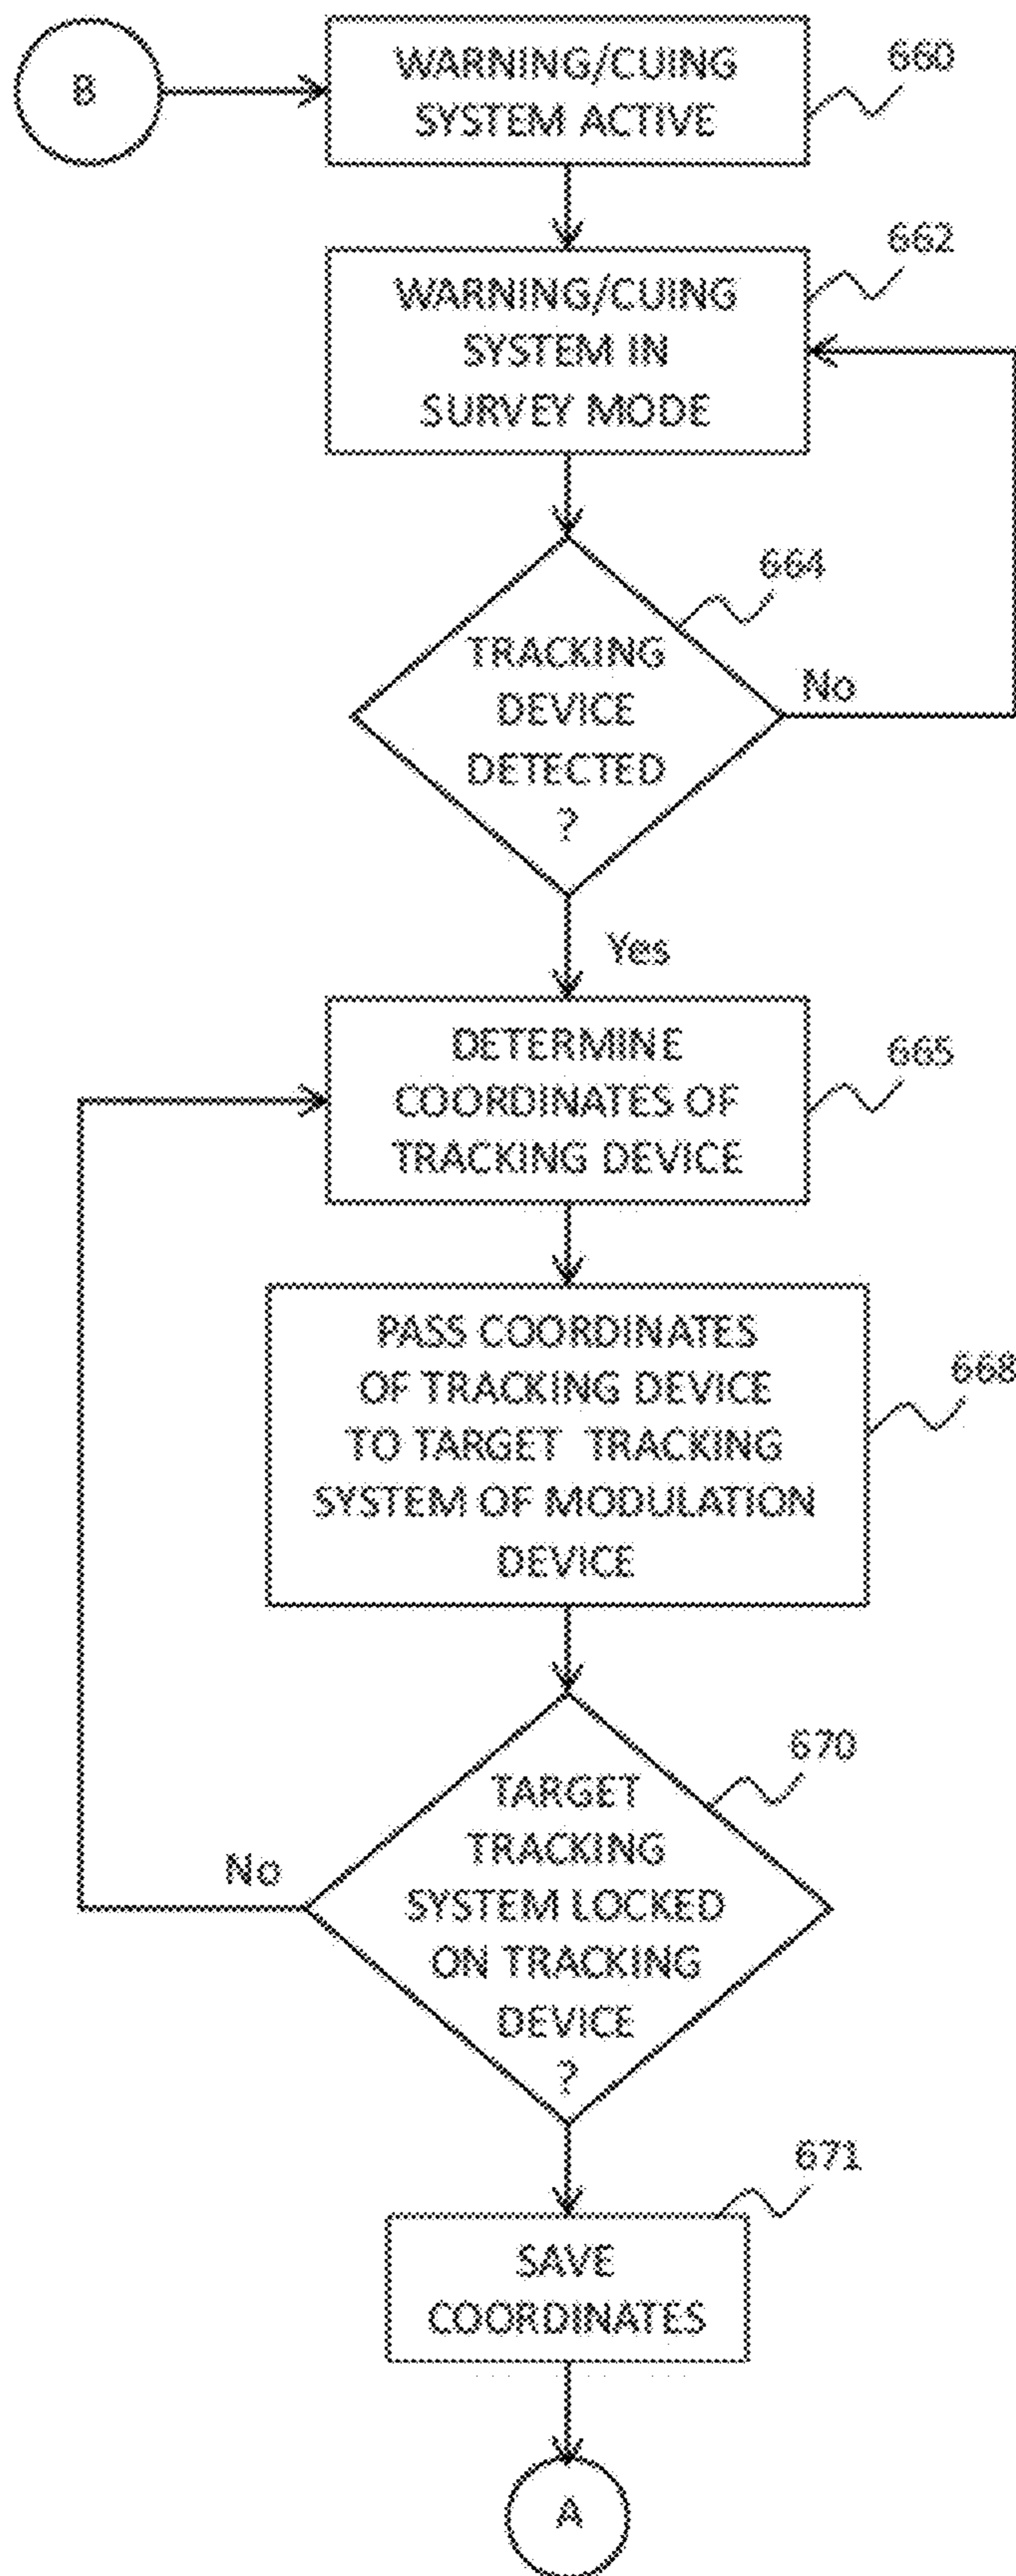 B
WARNING/CUING
SYSTEM ACTIVE
660
WARNING/CUING
SYSTEM IN
SURVEY MODE
662
TRACKING
DEVICE
DETECTED
?
664
No
Yes
DETERMINE
COORDINATES OF
TRACKING DEVICE
665
PASS COORDINATES
OF TRACKING DEVICE
TO TARGET TRACKING
SYSTEM OF MODULATION
DEVICE
668
TARGET
TRACKING
SYSTEM LOCKED
ON TRACKING
DEVICE
?
670
No
SAVE
COORDINATES
671
A